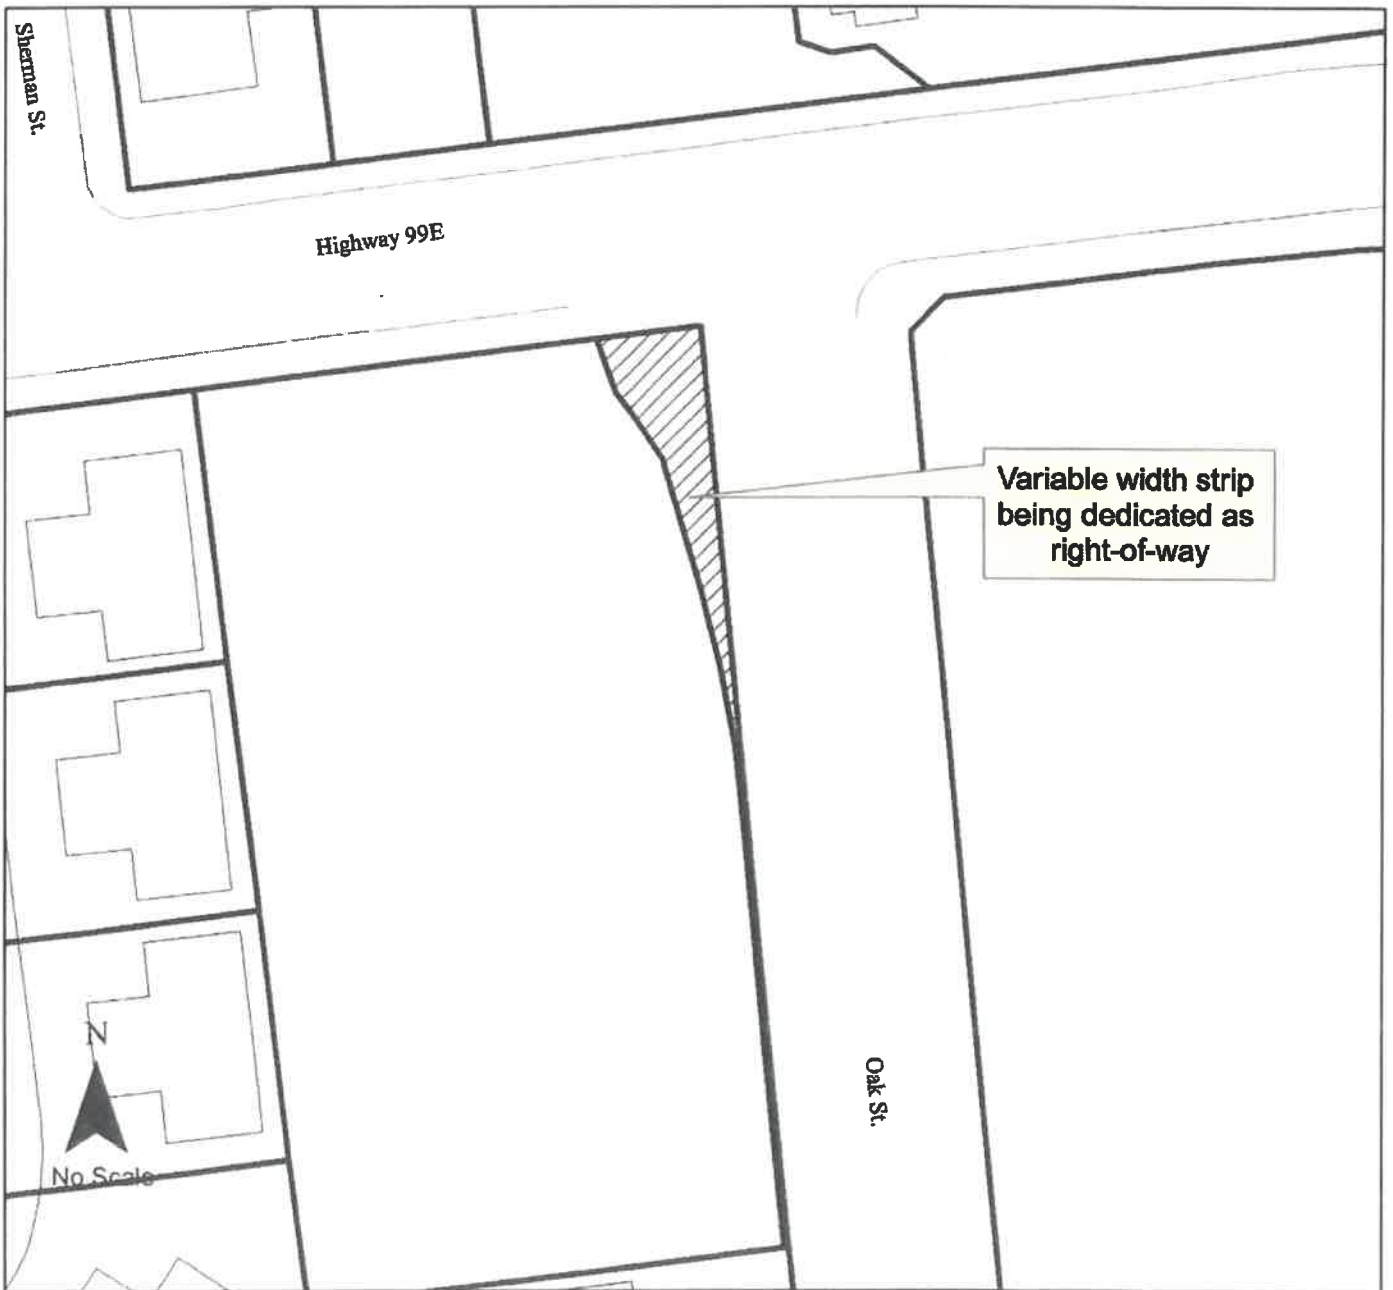 Sherman St.
Highway 99E
Variable width strip
being dedicated as
right-of-way
Oak St.
N
No Scale